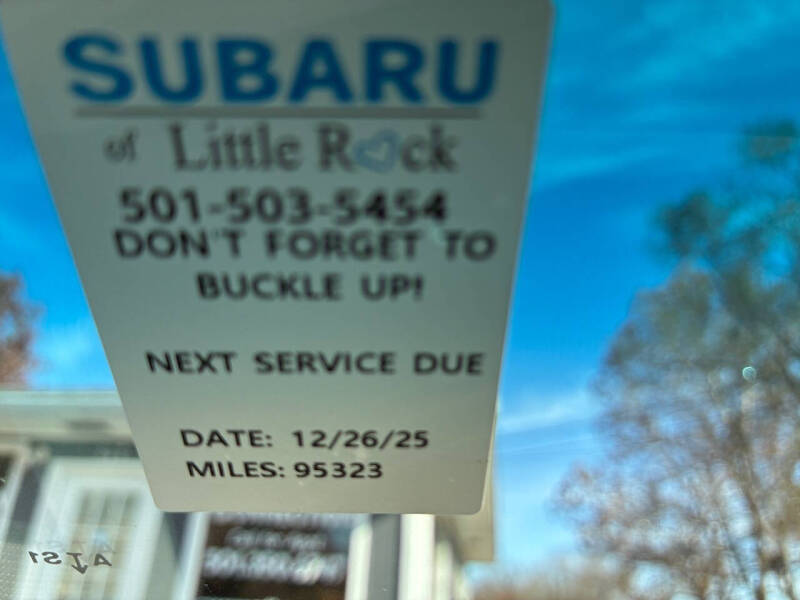 SUBARU
of Little Rock
501-503-5454
DON'T FORGET TO
BUCKLE UP!
NEXT SERVICE DUE
DATE: 12/26/25
MILES: 95323
AS1